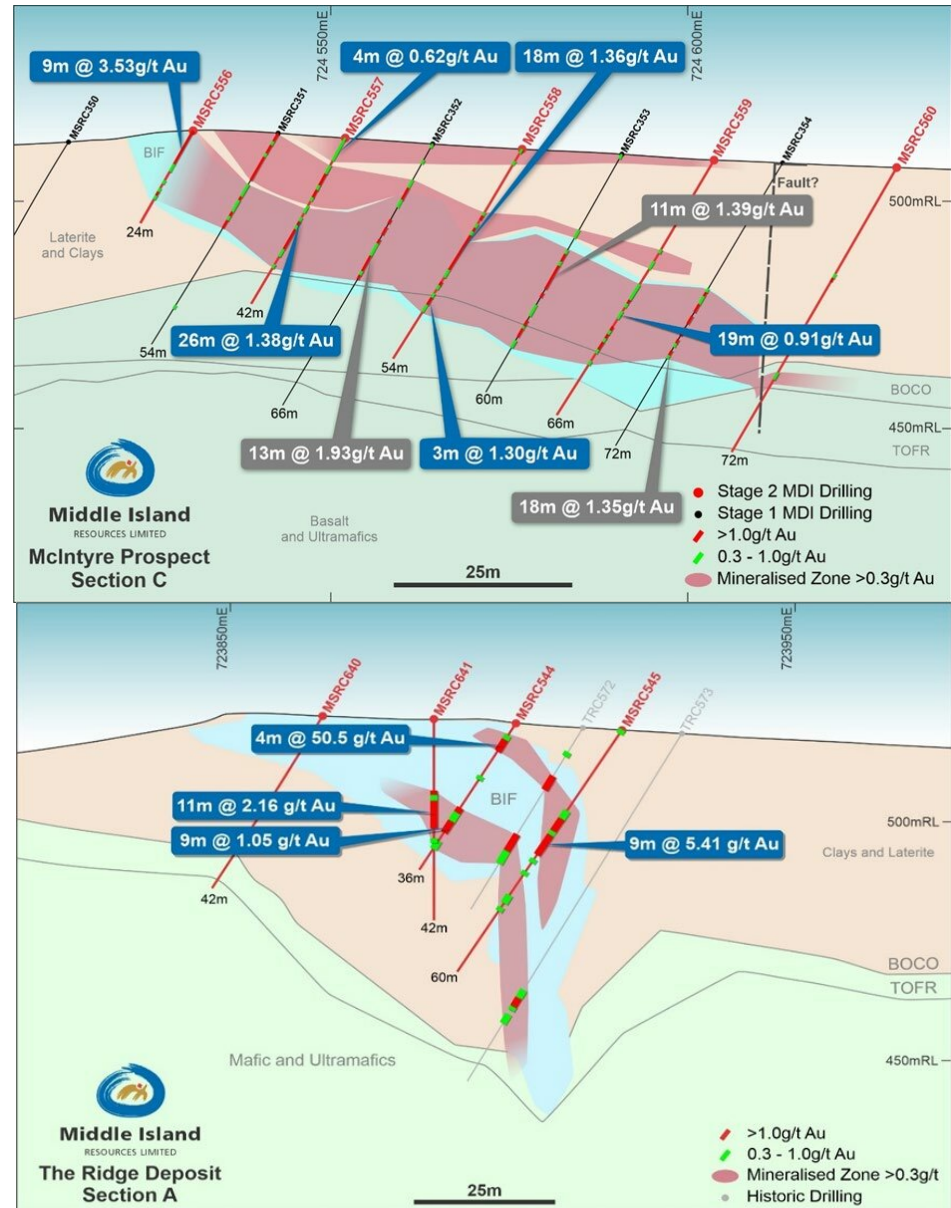 724 550mE
724 600mE
9m @ 3.53g/t Au
4m @ 0.62g/t Au
18m @ 1.36g/t Au
MSRC350
MSRC556
MSRC351
MSRC557
MSRC352
MSRC558
MSRC353
MSRC559
MSRC354
MSRC560
BIF
Fault?
500mRL
11m @ 1.39g/t Au
Laterite
and Clays
24m
42m
26m @ 1.38g/t Au
19m @ 0.91g/t Au
54m
54m
60m
66m
66m
72m
72m
BOCO
450mRL
TOFR
13m @ 1.93g/t Au
3m @ 1.30g/t Au
18m @ 1.35g/t Au
Middle Island
RESOURCES LIMITED
McIntyre Prospect
Section C
Basalt
and Ultramafics
25m
Stage 2 MDI Drilling
Stage 1 MDI Drilling
>1.0g/t Au
0.3 - 1.0g/t Au
Mineralised Zone >0.3g/t Au
723850mE
723950mE
MSRC640
MSRC641
MSRC544
TRC572
MSRC545
TRC573
4m @ 50.5 g/t Au
BIF
11m @ 2.16 g/t Au
9m @ 1.05 g/t Au
9m @ 5.41 g/t Au
500mRL
Clays and Laterite
36m
42m
42m
60m
BOCO
TOFR
Mafic and Ultramafics
450mRL
Middle Island
RESOURCES LIMITED
The Ridge Deposit
Section A
25m
>1.0g/t Au
0.3 - 1.0g/t Au
Mineralised Zone >0.3g/t
Historic Drilling